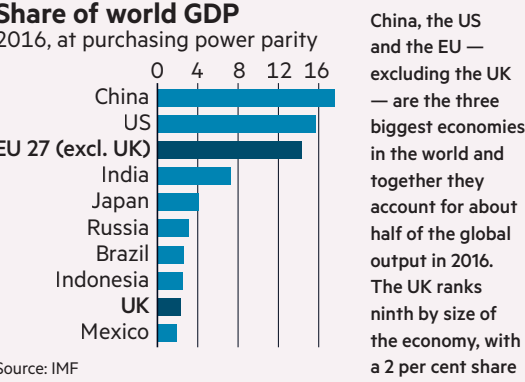 Share of world GDP
2016, at purchasing power parity
0 4 8 12 16
China
US
EU 27 (excl. UK)
India
Japan
Russia
Brazil
Indonesia
UK
Mexico
Source: IMF
China, the US
and the EU —
excluding the UK
— are the three
biggest economies
in the world and
together they
account for about
half of the global
output in 2016.
The UK ranks
ninth by size of
the economy, with
a 2 per cent share